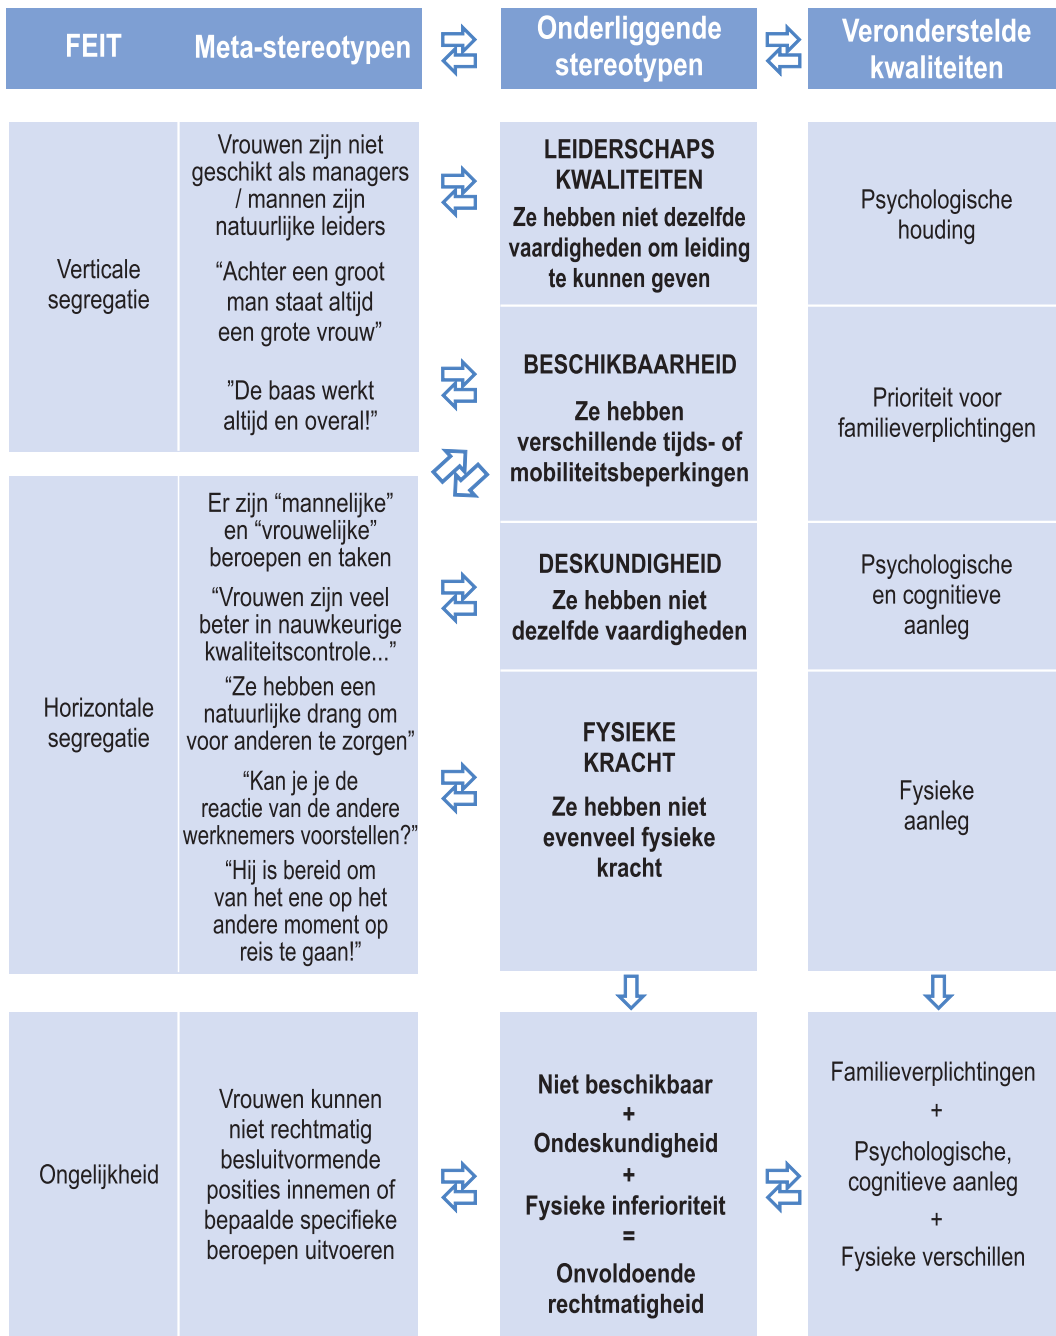 FEIT
Meta-stereotypen
Onderliggende
stereotypen
Veronderstelde
kwaliteiten
Verticale
segregatie
Vrouwen zijn niet
geschikt als managers
/ mannen zijn
natuurlijke leiders
“Achter een groot
man staat altijd
een grote vrouw”
”De baas werkt
altijd en overal!”
LEIDERSCHAPS
KWALITEITEN
Ze hebben niet dezelfde
vaardigheden om leiding
te kunnen geven
Psychologische
houding
BESCHIKBAARHEID
Ze hebben
verschillende tijds- of
mobiliteitsbeperkingen
Prioriteit voor
familieverplichtingen
Horizontale
segregatie
Er zijn “mannelijke”
en “vrouwelijke”
beroepen en taken
“Vrouwen zijn veel
beter in nauwkeurige
kwaliteitscontrole...”
“Ze hebben een
natuurlijke drang om
voor anderen te zorgen”
“Kan je je de
reactie van de andere
werknemers voorstellen?”
“Hij is bereid om
van het ene op het
andere moment op
reis te gaan!”
DESKUNDIGHEID
Ze hebben niet
dezelfde vaardigheden
Psychologische
en cognitieve
aanleg
FYSIEKE
KRACHT
Ze hebben niet
evenveel fysieke
kracht
Fysieke
aanleg
Ongelijkheid
Vrouwen kunnen
niet rechtmatig
besluitvormende
posities innemen of
bepaalde specifieke
beroepen uitvoeren
Niet beschikbaar
+
Ondeskundigheid
+
Fysieke inferioriteit
=
Onvoldoende
rechtmatigheid
Familieverplichtingen
+
Psychologische,
cognitieve aanleg
+
Fysieke verschillen